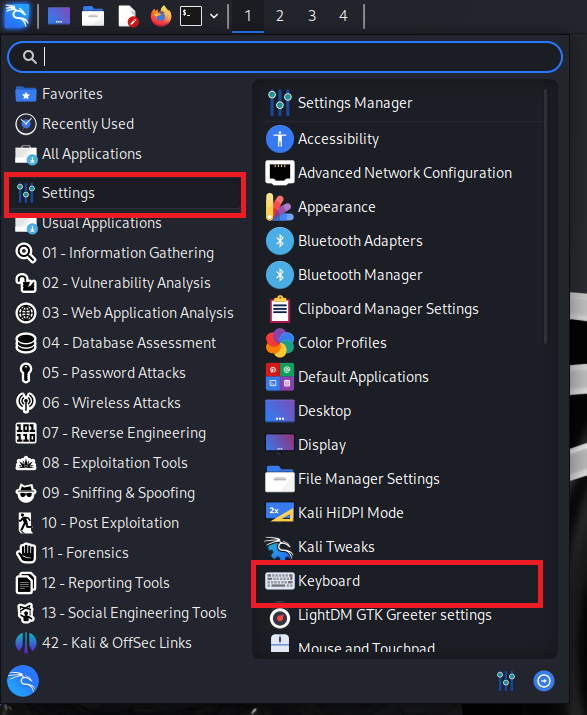 1 2 3 4
Favorites
Recently Used
All Applications
Settings
Usual Applications
01 - Information Gathering
02 - Vulnerability Analysis
03 - Web Application Analysis
04 - Database Assessment
05 - Password Attacks
06 - Wireless Attacks
07 - Reverse Engineering
08 - Exploitation Tools
09 - Sniffing & Spoofing
10 - Post Exploitation
11 - Forensics
12 - Reporting Tools
13 - Social Engineering Tools
42 - Kali & OffSec Links
Settings Manager
Accessibility
Advanced Network Configuration
Appearance
Bluetooth Adapters
Bluetooth Manager
Clipboard Manager Settings
Color Profiles
Default Applications
Desktop
Display
File Manager Settings
2x
Kali HiDPI Mode
Kali Tweaks
Keyboard
LightDM GTK Greeter settings
Mouse and Touchpad